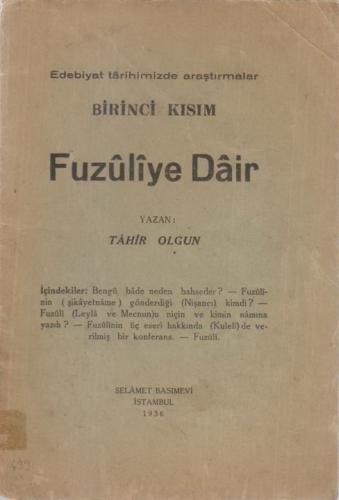 Edebiyat târihimizde araştırmalar
BİRİNCİ KISIM
Fuzûlîye Dâir
YAZAN:
TÂHİR OLGUN
İçindekiler: Bengü bâde neden bahseder? — Fuzûlî-
nin (şikâyetnâme) gönderdiği (Nişancı) kimdi? —
Fuzûlî (Leylâ ve Mecnun)u niçin ve kimin nâmına
yazdı? — Fuzûlînin üç eseri hakkında (Kuleli)de ve-
rilmiş bir konferans. — Fuzûlî.
SELÂMET BASIMEVİ
İSTANBUL
1936